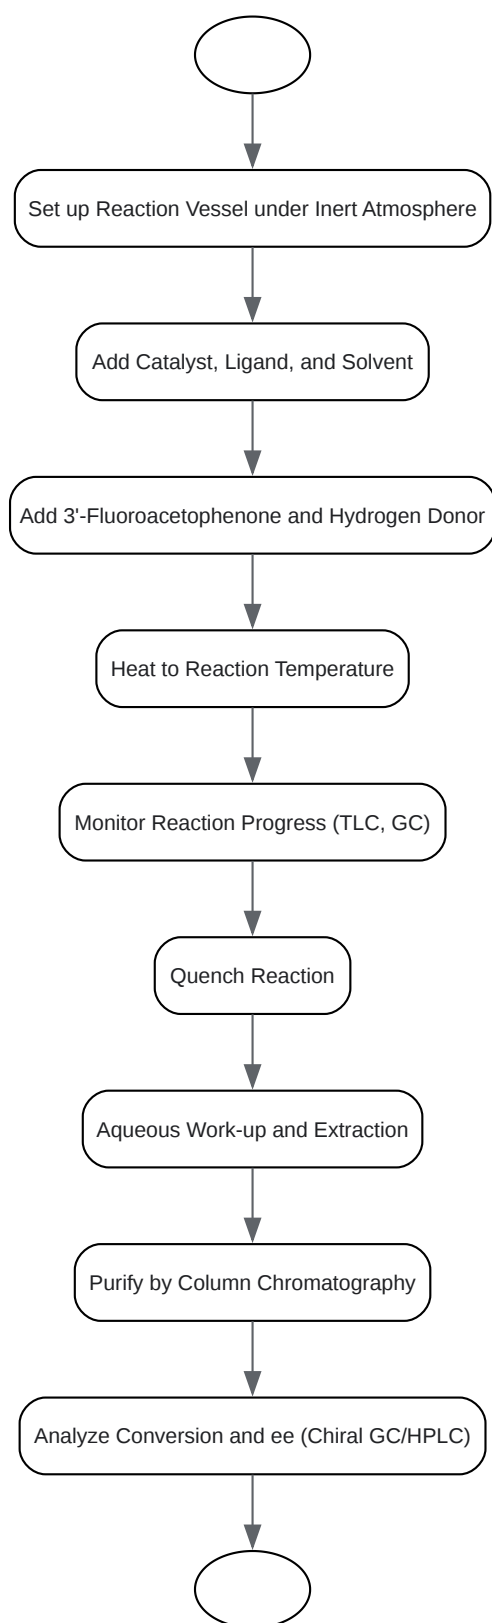 Set up Reaction Vessel under Inert Atmosphere
Add Catalyst, Ligand, and Solvent
Add 3'-Fluoroacetophenone and Hydrogen Donor
Heat to Reaction Temperature
Monitor Reaction Progress (TLC, GC)
Quench Reaction
Aqueous Work-up and Extraction
Purify by Column Chromatography
Analyze Conversion and ee (Chiral GC/HPLC)